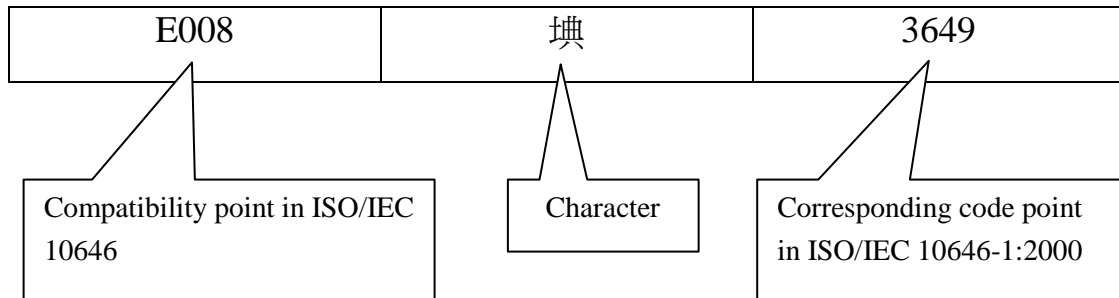 E008 㙉 3649
Compatibility point in ISO/IEC
10646
Character
Corresponding code point
in ISO/IEC 10646-1:2000